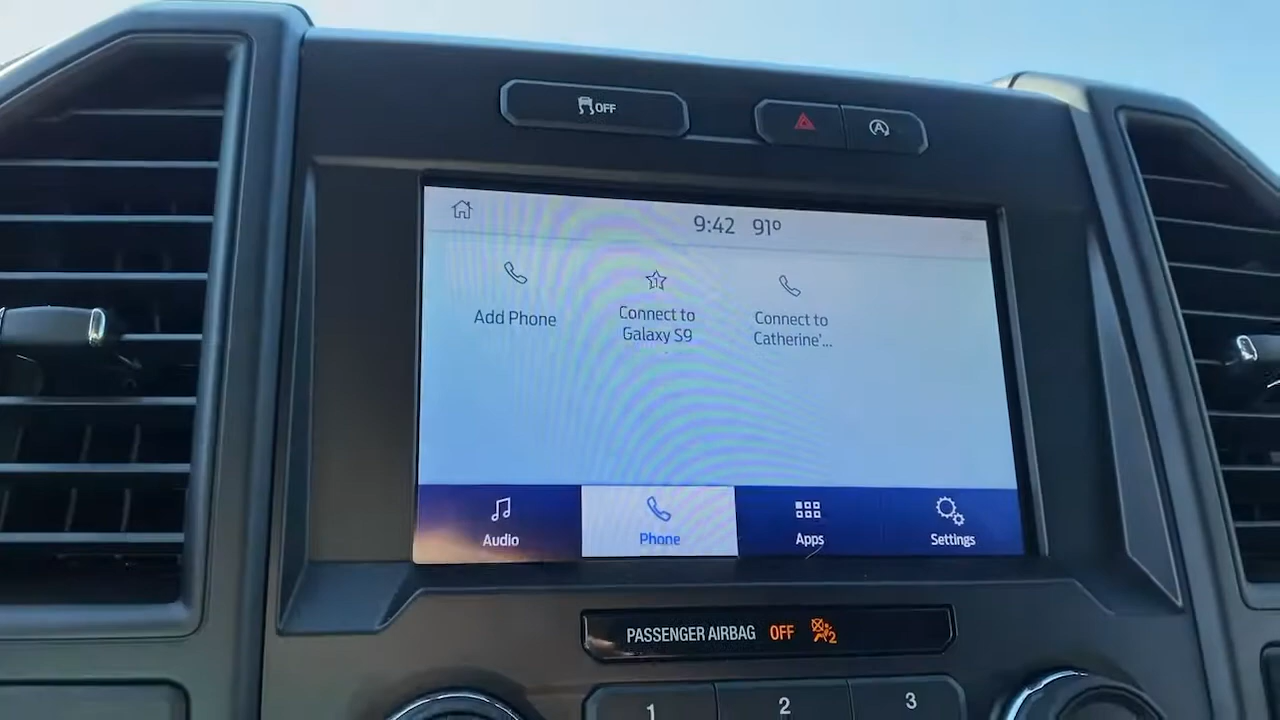 OFF
9:42 91º
Add Phone
Connect to
Galaxy S9
Connect to
Catherine'...
Audio
Phone
Apps
Settings
PASSENGER AIRBAG OFF 2
1
2
3